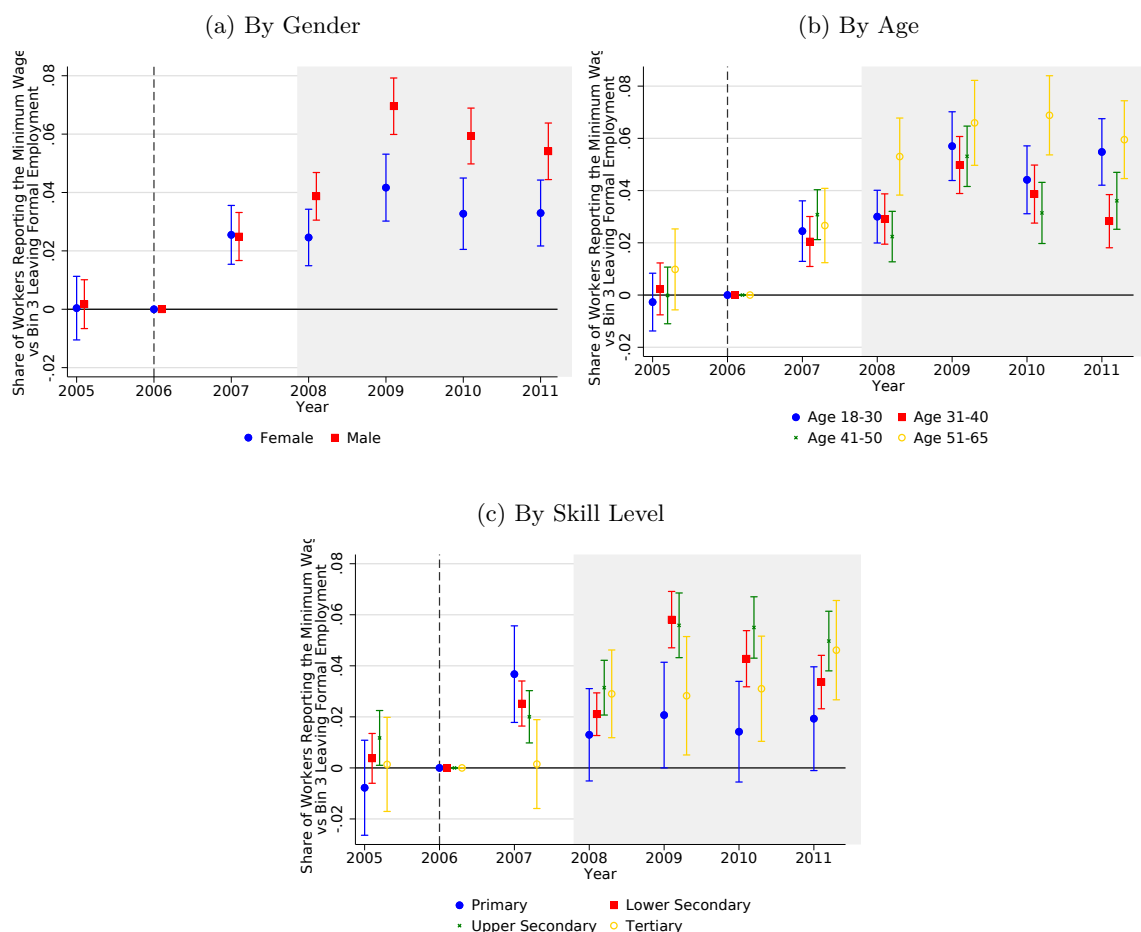 (a) By Gender
Share of Workers Reporting the Minimum Wage
vs Bin 3 Leaving Formal Employment
.08
.06
.04
.02
0
-.02
2005 2006 2007 2008 2009 2010 2011
Year
Female Male
(b) By Age
Share of Workers Reporting the Minimum Wag
vs Bin 3 Leaving Formal Employment
.08
.06
.04
.02
0
-.02
2005 2006 2007 2008 2009 2010 2011
Year
Age 18-30 Age 31-40
Age 41-50 Age 51-65
(c) By Skill Level
Share of Workers Reporting the Minimum Wag
vs Bin 3 Leaving Formal Employment
.08
.06
.04
.02
0
-.02
2005 2006 2007 2008 2009 2010 2011
Year
Primary Lower Secondary
Upper Secondary Tertiary